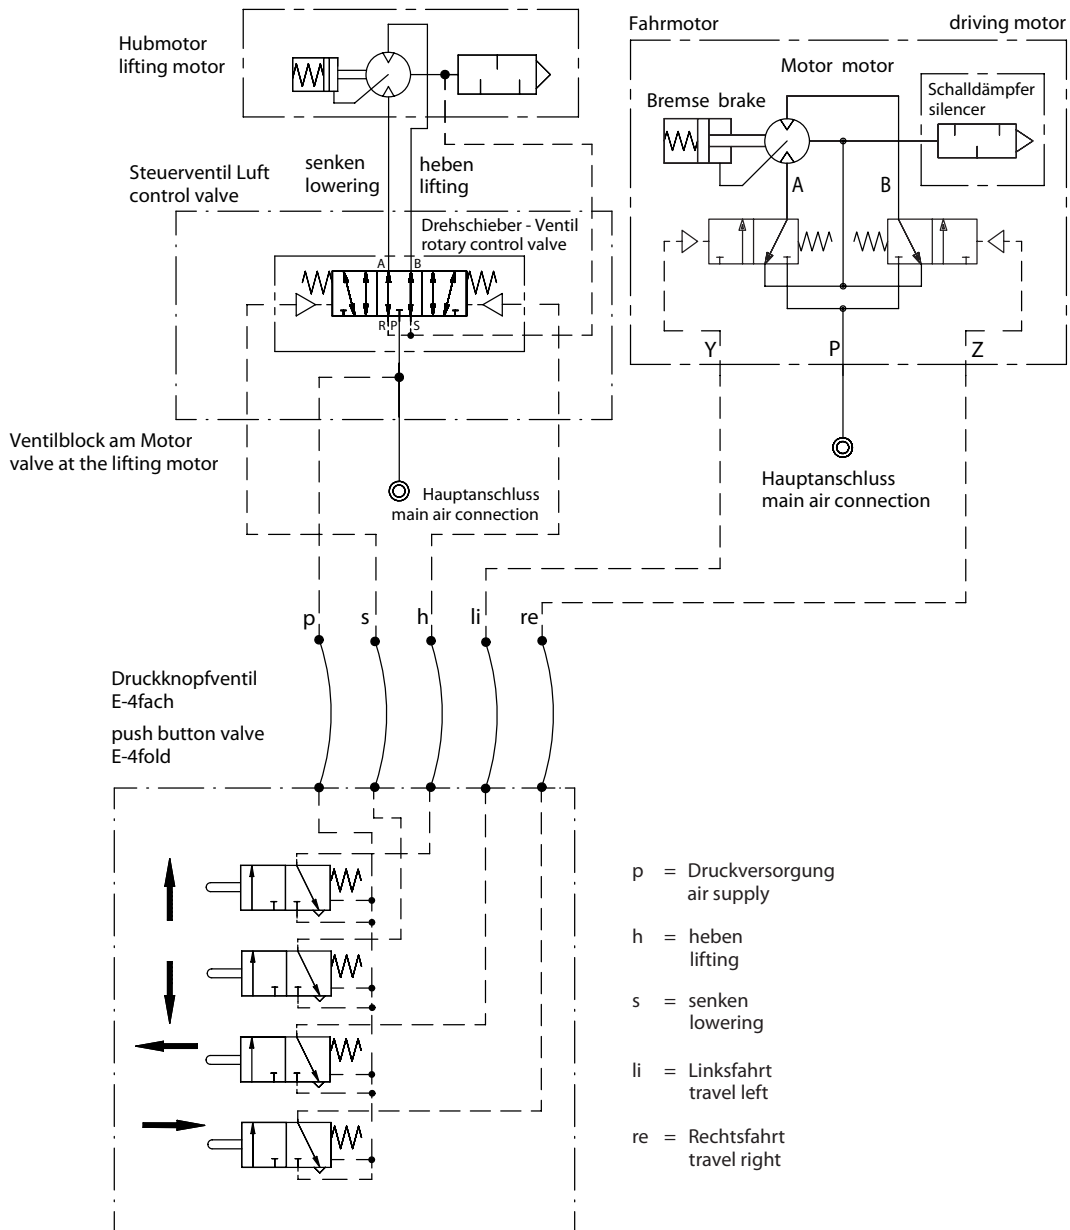 Hubmotor
lifting motor
Fahrmotor
driving motor
Motor motor
Bremse brake
Schalldämpfer
silencer
A
B
senken
lowering
heben
lifting
Steuerventil Luft
control valve
Drehschieber - Ventil
rotary control valve
A
B
R P S
Y
P
Z
Ventilblock am Motor
valve at the lifting motor
Hauptanschluss
main air connection
Hauptanschluss
main air connection
p
s
h
li
re
Druckknopfventil
E-4fach
push button valve
E-4fold
p = Druckversorgung
air supply
h = heben
lifting
s = senken
lowering
li = Linksfahrt
travel left
re = Rechtsfahrt
travel right